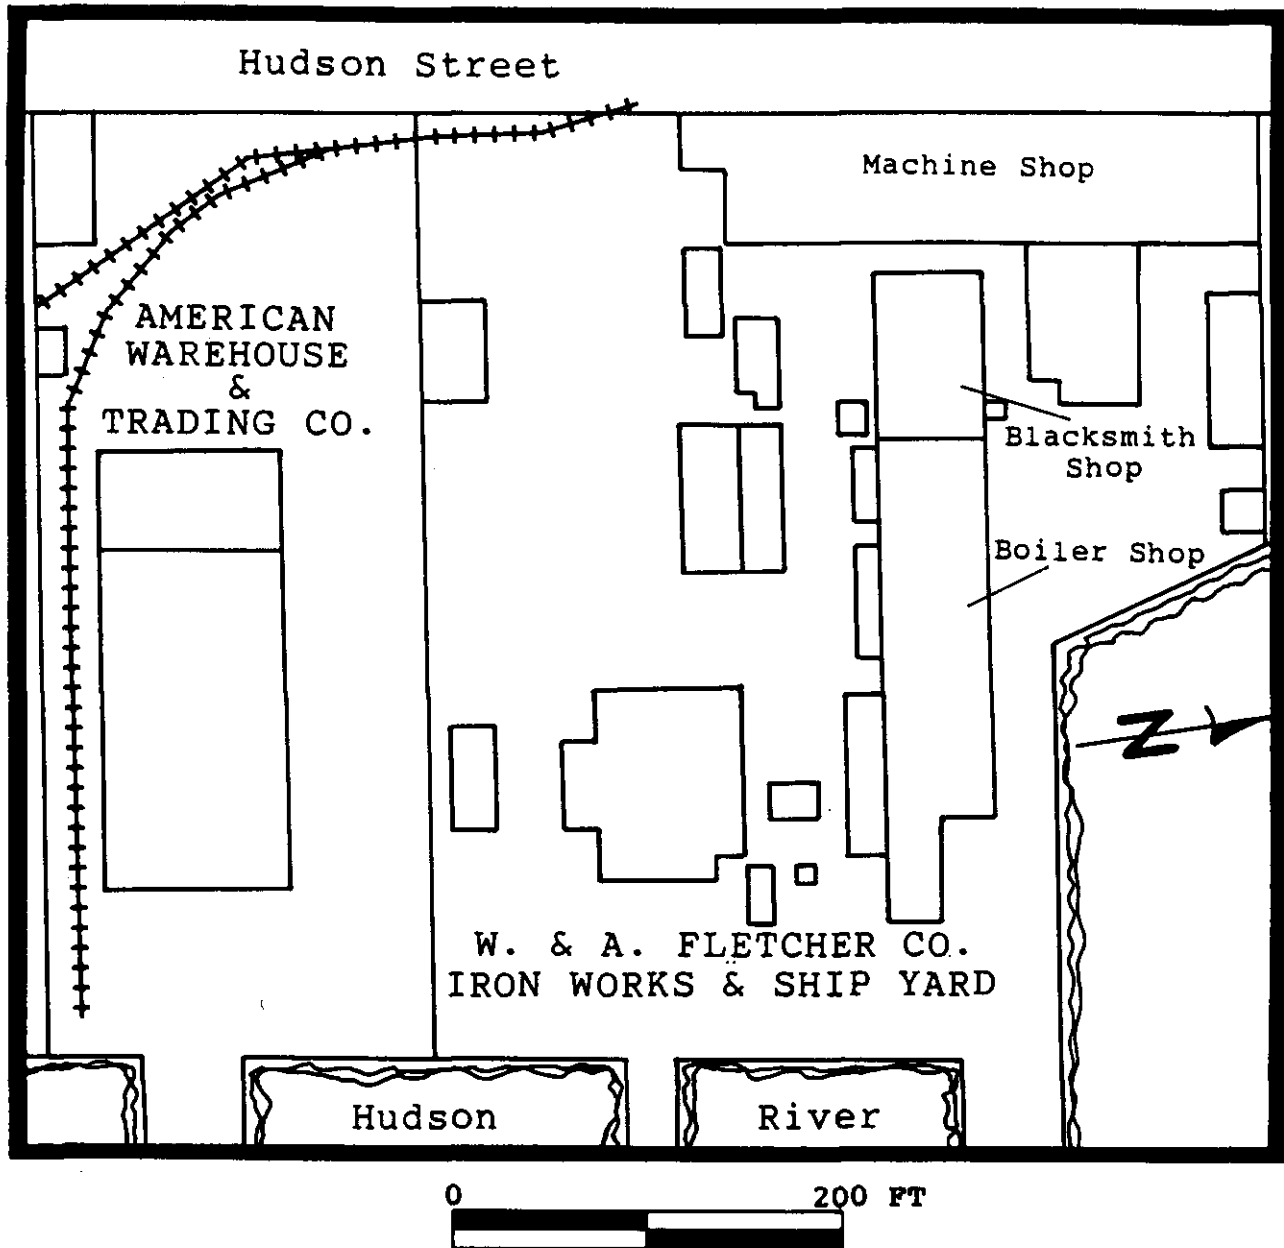 Hudson Street
Machine Shop
AMERICAN
WAREHOUSE
&
TRADING CO.
Blacksmith
Shop
Boiler Shop
N
W. & A. FLETCHER CO.
IRON WORKS & SHIP YARD
Hudson River
0 200 FT